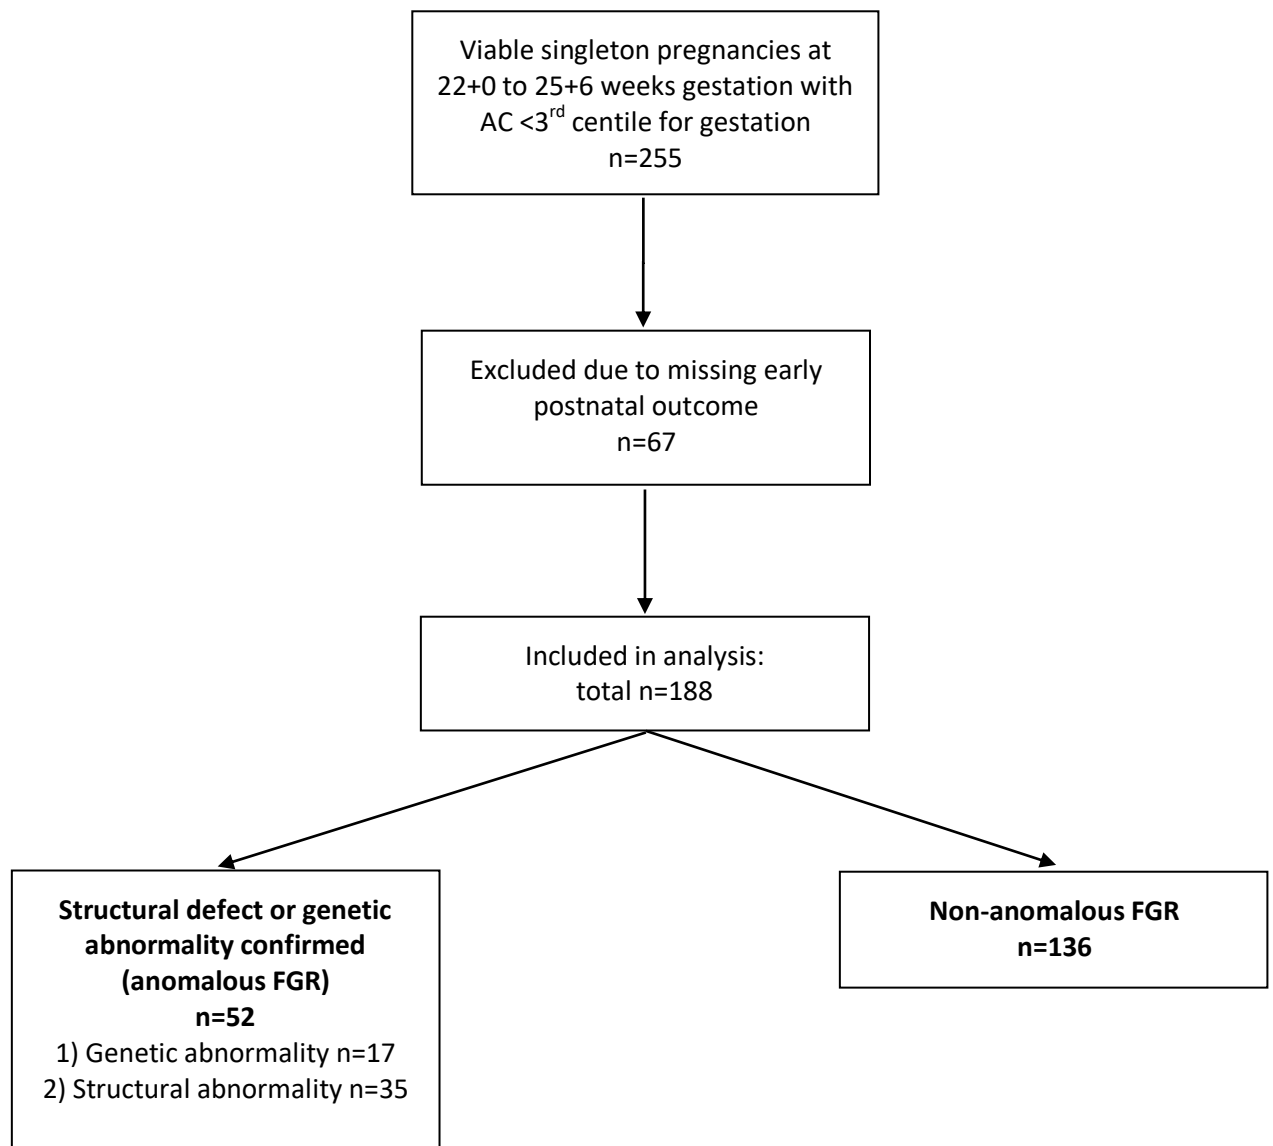 Viable singleton pregnancies at
22+0 to 25+6 weeks gestation with
AC <3rd centile for gestation
n=255
Excluded due to missing early
postnatal outcome
n=67
Included in analysis:
total n=188
Structural defect or genetic
abnormality confirmed
(anomalous FGR)
n=52
1) Genetic abnormality n=17
2) Structural abnormality n=35
Non-anomalous FGR
n=136